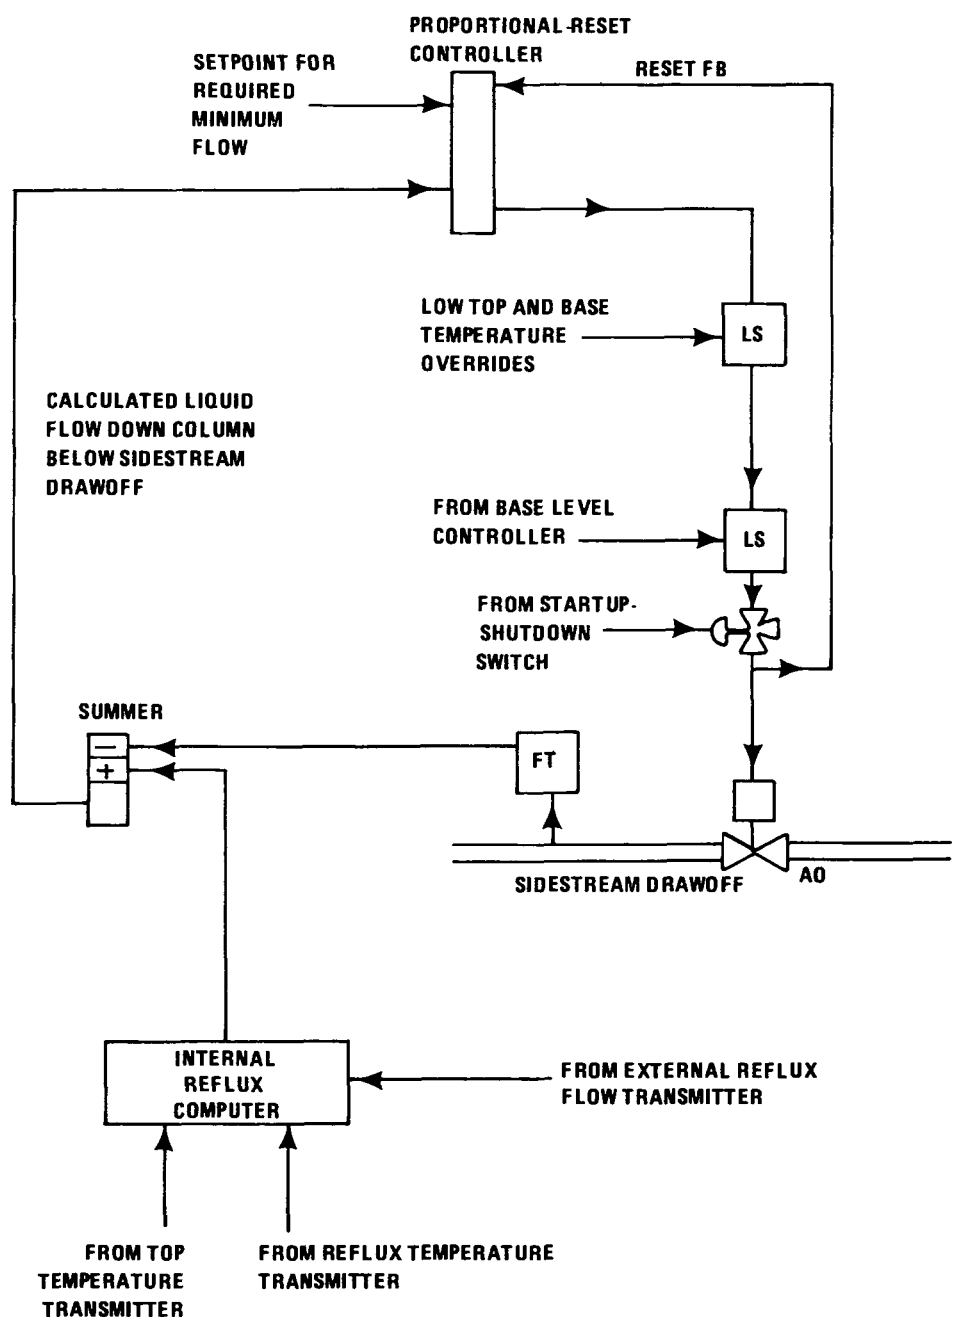 PROPORTIONAL-RESET
CONTROLLER
SETPOINT FOR
REQUIRED
MINIMUM
FLOW
RESET FB
LOW TOP AND BASE
TEMPERATURE
OVERRIDES
LS
CALCULATED LIQUID
FLOW DOWN COLUMN
BELOW SIDESTREAM
DRAWOFF
FROM BASE LEVEL
CONTROLLER
LS
FROM STARTUP-
SHUTDOWN
SWITCH
SUMMER
−
+
FT
SIDESTREAM DRAWOFF
AO
INTERNAL
REFLUX
COMPUTER
FROM EXTERNAL REFLUX
FLOW TRANSMITTER
FROM TOP
TEMPERATURE
TRANSMITTER
FROM REFLUX TEMPERATURE
TRANSMITTER